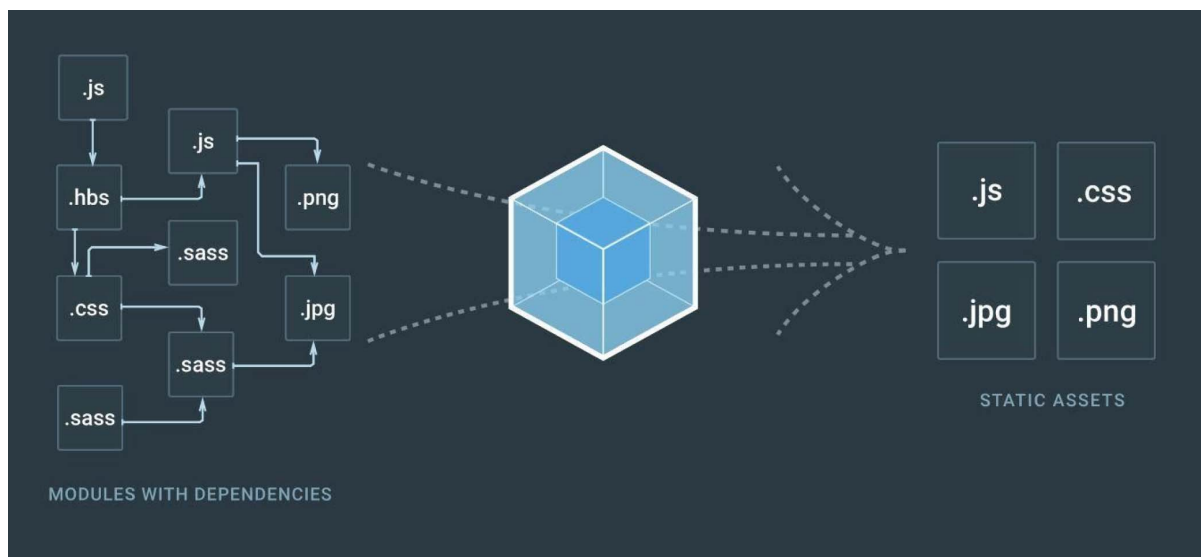 .js
.js
.hbs
.png
.sass
.css
.jpg
.sass
.sass
MODULES WITH DEPENDENCIES
.js
.css
.jpg
.png
STATIC ASSETS